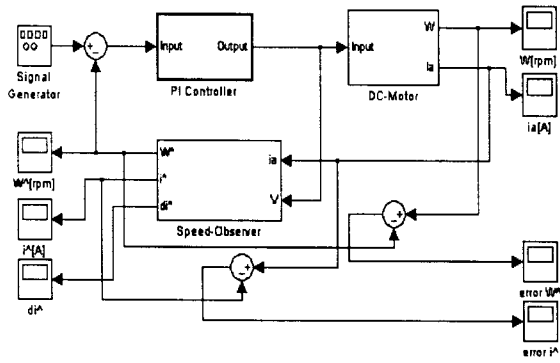 Signal
Generator
+ -
Input
Output
PI Controller
Input
W
Ia
DC-Motor
W[rpm]
ia[A]
W^[rpm]
i^[A]
di^
W^
i^
di^
ia
V
Speed-Observer
- +
-
- +
-
error W^
error i^